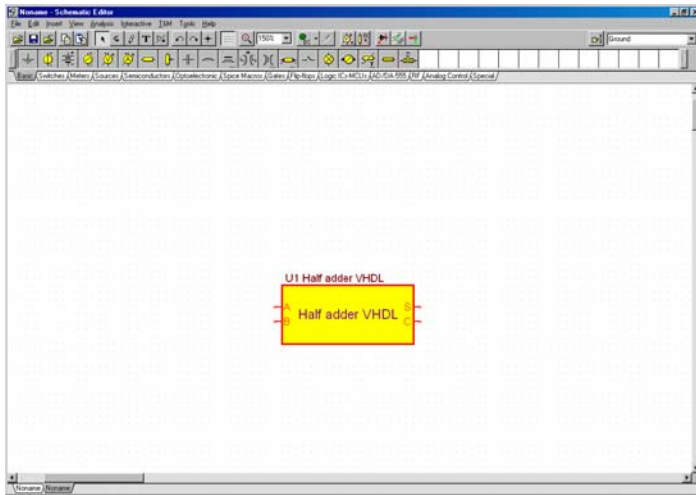 Noname - Schematic Editor
File Edit Insert View Analysis Interactive T&M Tools Help
150% Ground
Basic Switches Meters Sources Semiconductors Optoelectronic Spice Macros Gates Flip-flops Logic ICs-MCUs AD/DA-555 RF Analog Control Special
U1 Half adder VHDL
A S
Half adder VHDL
B C
Noname Noname